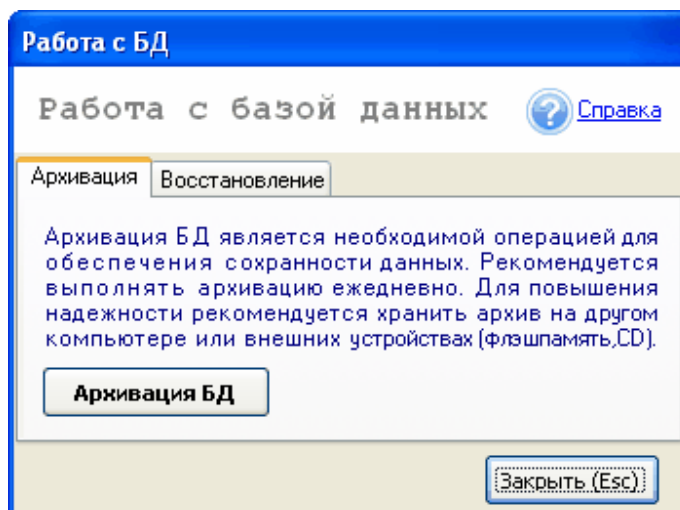 Работа с БД
Работа с базой данных
Справка
Архивация
Восстановление
Архивация БД является необходимой операцией для
обеспечения сохранности данных. Рекомендуется
выполнять архивацию ежедневно. Для повышения
надежности рекомендуется хранить архив на другом
компьютере или внешних устройствах (флэшпамять,CD).
Архивация БД
Закрыть (Esc)